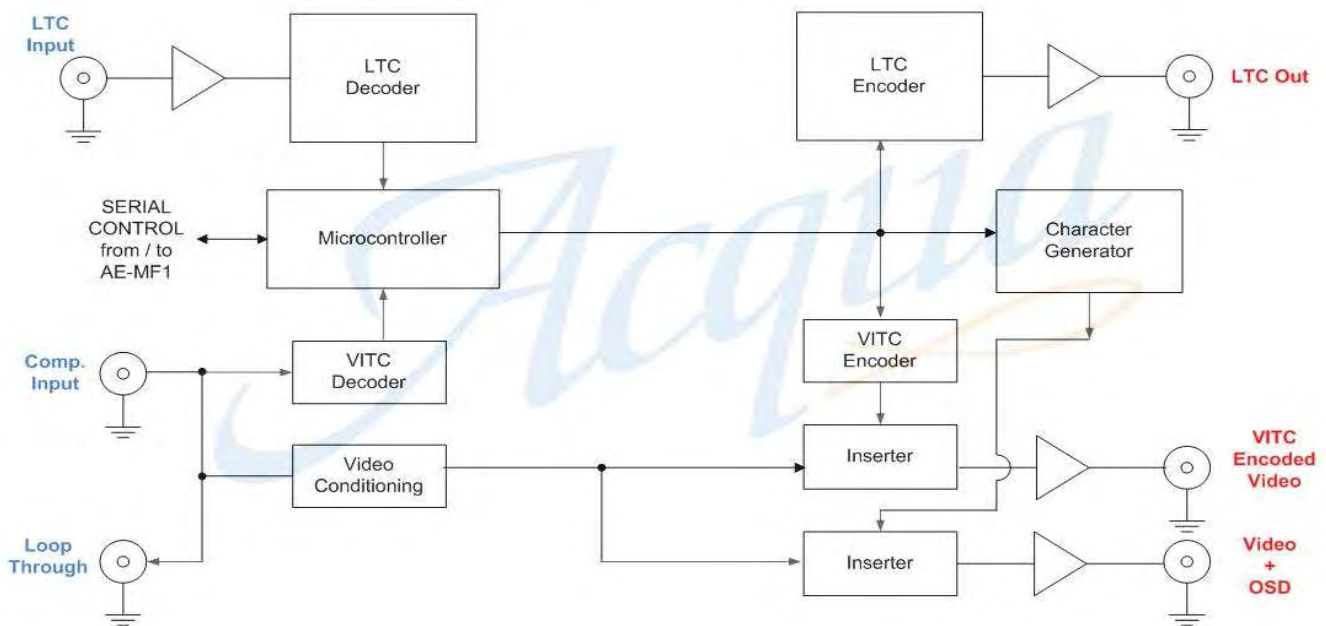 LTC
Input
LTC
Decoder
LTC
Encoder
LTC Out
SERIAL
CONTROL
from / to
AE-MF1
Microcontroller
Character
Generator
Comp.
Input
VITC
Decoder
VITC
Encoder
Video
Conditioning
Inserter
VITC
Encoded
Video
Loop
Through
Inserter
Video
+
OSD
Acqua